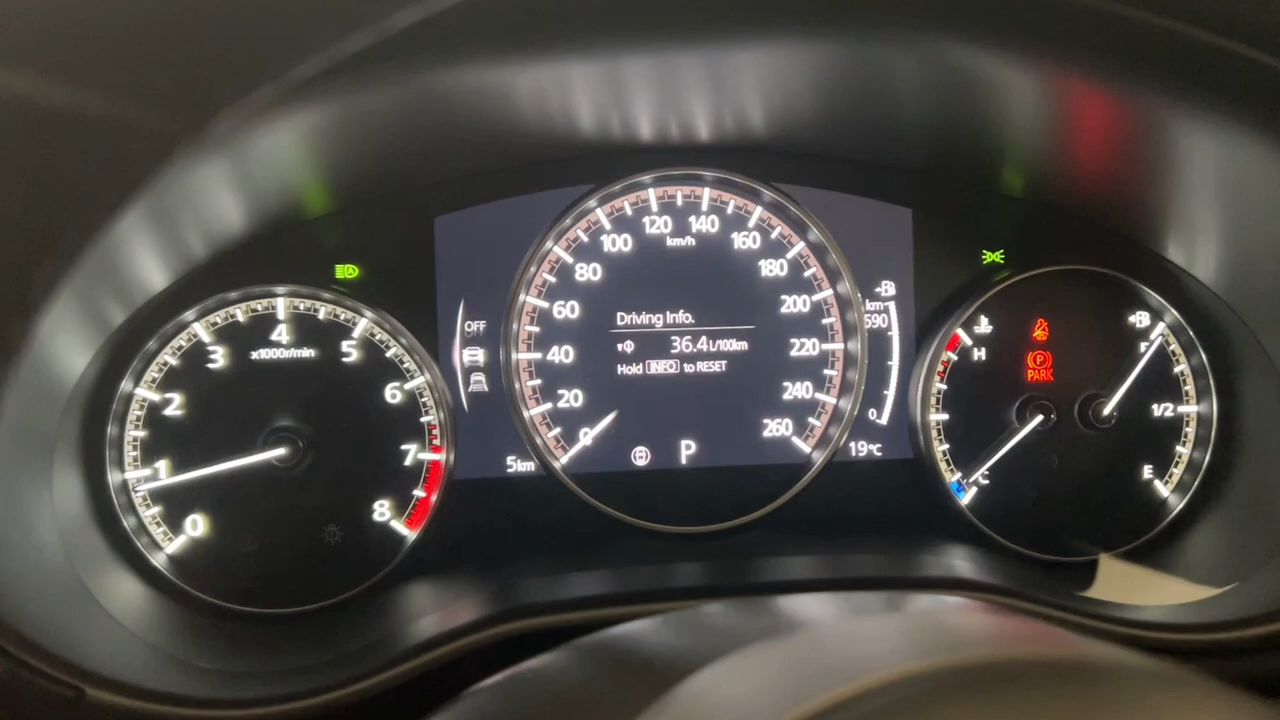 0
1
2
3
4
5
6
7
8
x1000r/min
OFF
0
20
40
60
80
100
120
140
160
180
200
220
240
260
km/h
Driving Info.
36.4L/100km
Hold INFO to RESET
5km
P
km
590
0
19°C
H
C
P
PARK
F
1/2
E
A